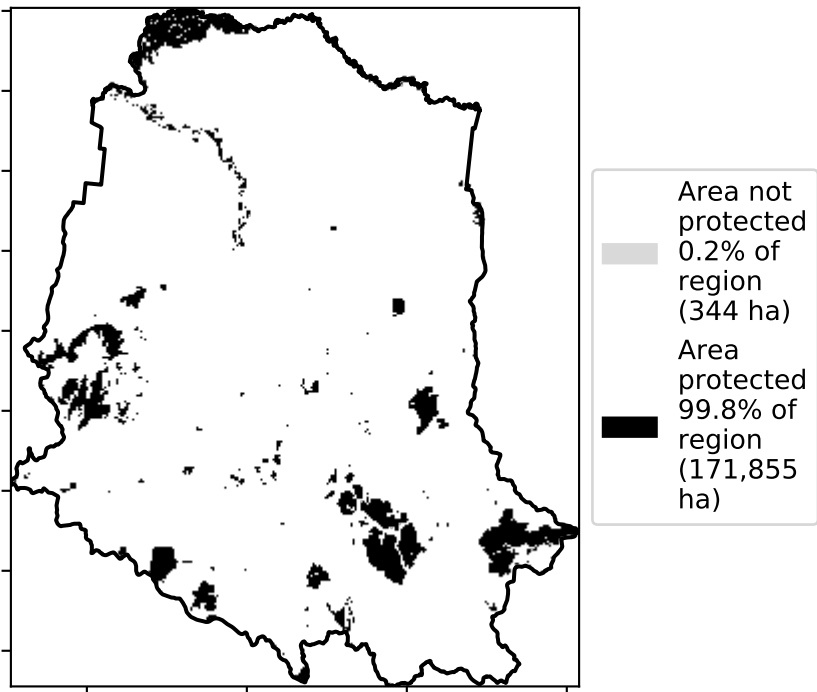 Area not
protected
0.2% of
region
(344 ha)
Area
protected
99.8% of
region
(171,855
ha)